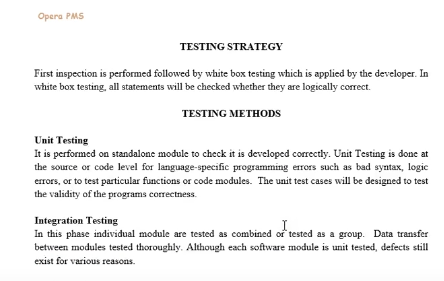 Opera PMS
TESTING STRATEGY
First inspection is performed followed by white box testing which is applied by the developer. In
white box testing, all statements will be checked whether they are logically correct.
TESTING METHODS
Unit Testing
It is performed on standalone module to check it is developed correctly. Unit Testing is done at
the source or code level for language-specific programming errors such as bad syntax, logic
errors, or to test particular functions or code modules. The unit test cases will be designed to test
the validity of the programs correctness.
Integration Testing
In this phase individual module are tested as combined or tested as a group. Data transfer
between modules tested thoroughly. Although each software module is unit tested, defects still
exist for various reasons.